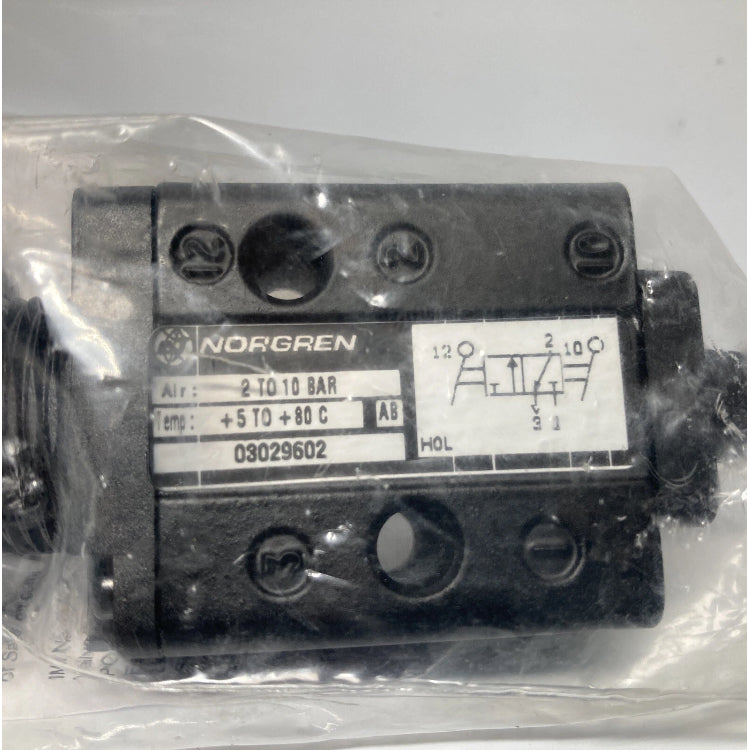 12 2 10
NORGREN
Air: 2 TO 10 BAR
Temp: +5 TO +80 C AB
03029602
12 2 10
3 1
HOL
3 1